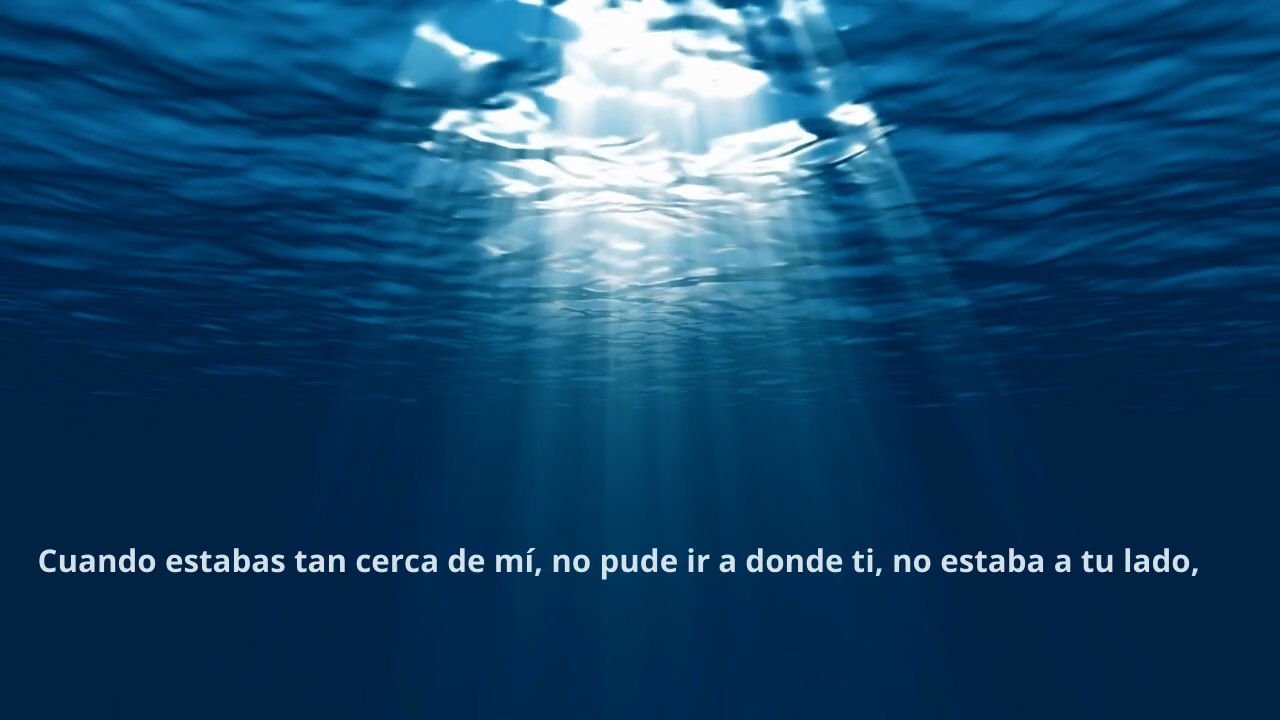 Cuando estabas tan cerca de mí, no pude ir a donde ti, no estaba a tu lado,